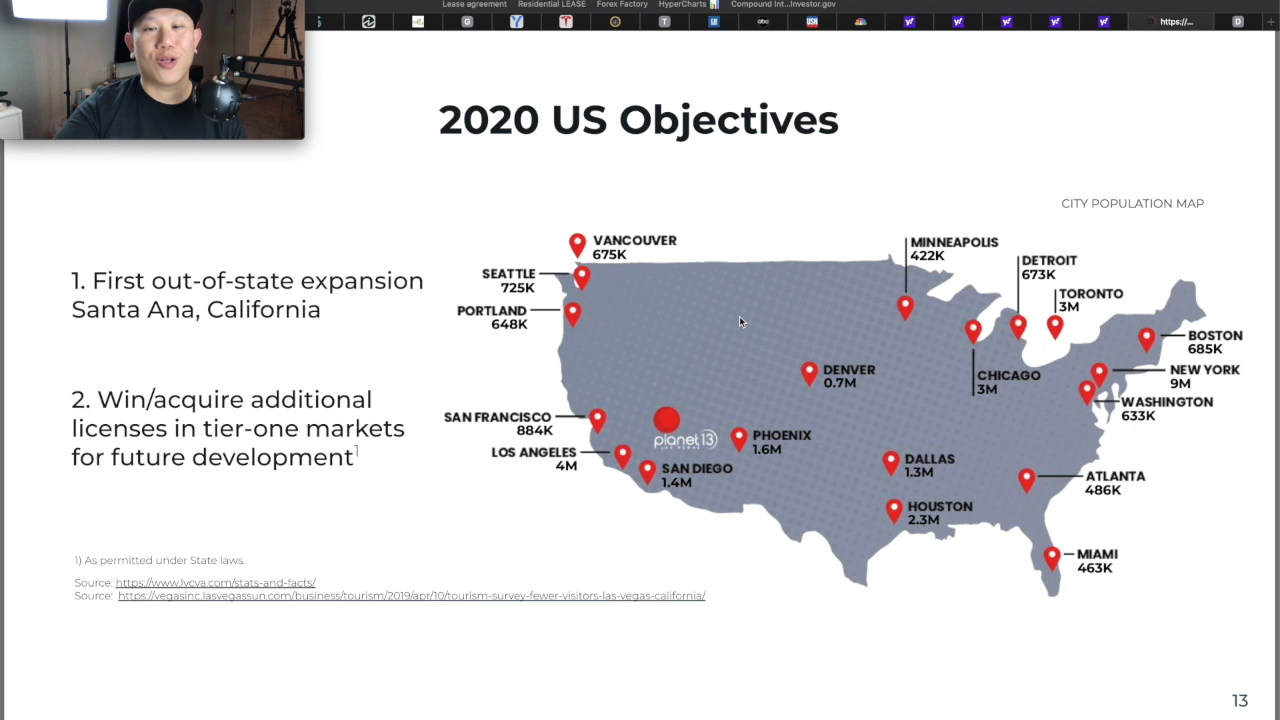 Lease agreement Residential LEASE Forex Factory HyperCharts Compound Int...Investor.gov
https://...
2020 US Objectives
CITY POPULATION MAP
1. First out-of-state expansion
Santa Ana, California
2. Win/acquire additional
licenses in tier-one markets
for future development1
VANCOUVER
675K
SEATTLE
725K
PORTLAND
648K
SAN FRANCISCO
884K
LOS ANGELES
4M
planet 13
LAS VEGAS
SAN DIEGO
1.4M
PHOENIX
1.6M
DENVER
0.7M
MINNEAPOLIS
422K
DETROIT
673K
TORONTO
3M
CHICAGO
3M
BOSTON
685K
NEW YORK
9M
WASHINGTON
633K
DALLAS
1.3M
HOUSTON
2.3M
ATLANTA
486K
MIAMI
463K
1) As permitted under State laws.
Source: https://www.lvcva.com/stats-and-facts/
Source: https://vegasinc.lasvegassun.com/business/tourism/2019/apr/10/tourism-survey-fewer-visitors-las-vegas-california/
13